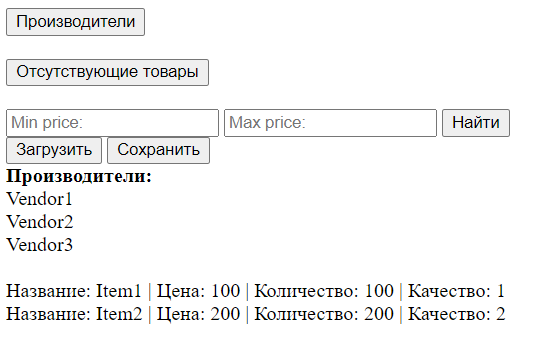 Производители
Отсутствующие товары
Min price: Max price: Найти
Загрузить Сохранить
Производители:
Vendor1
Vendor2
Vendor3
Название: Item1 | Цена: 100 | Количество: 100 | Качество: 1
Название: Item2 | Цена: 200 | Количество: 200 | Качество: 2